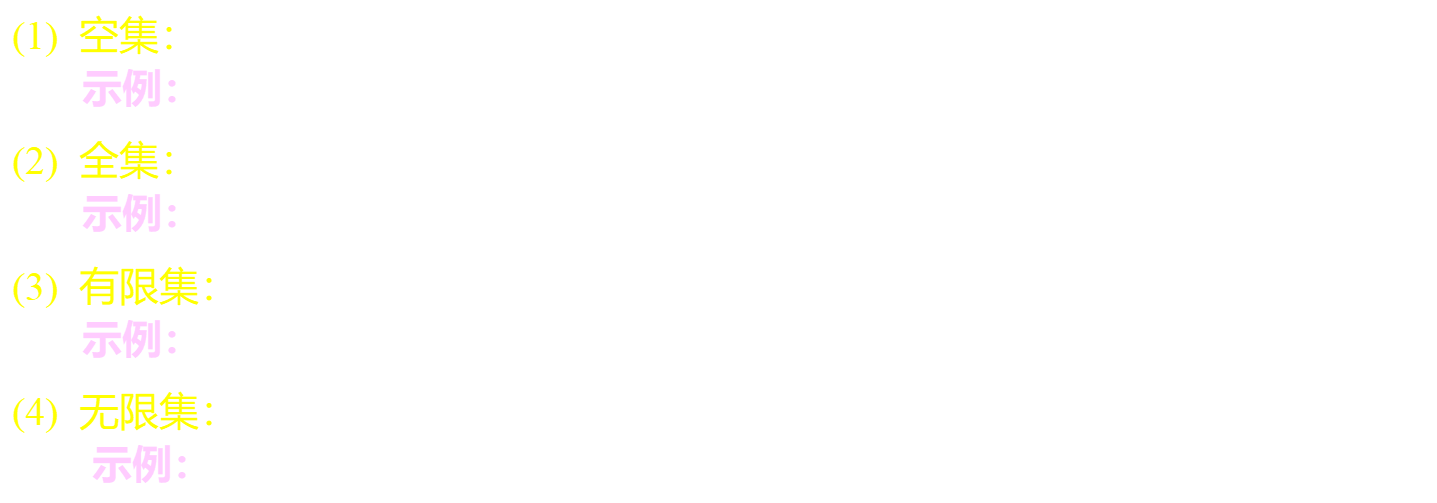 (1) 空集：
示例：
(2) 全集：
示例：
(3) 有限集：
示例：
(4) 无限集：
示例：